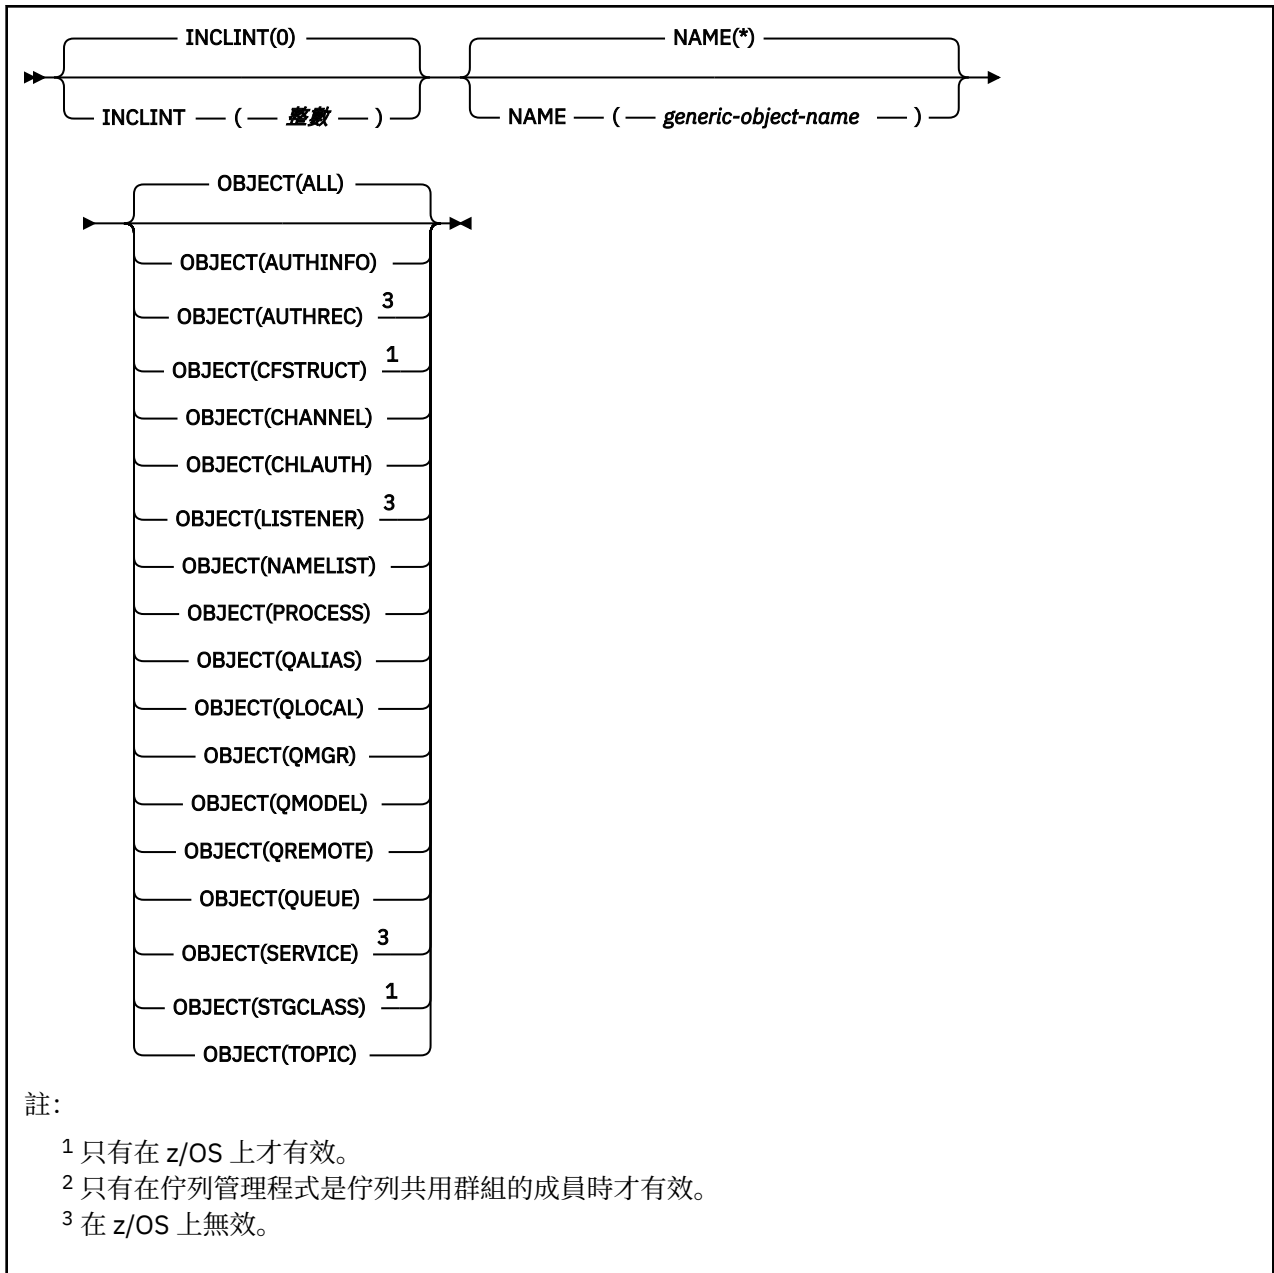 INCLINT(0) NAME(*)
INCLINT ( 整數 ) NAME ( generic-object-name )
OBJECT(ALL)
OBJECT(AUTHINFO)
OBJECT(AUTHREC) 3
OBJECT(CFSTRUCT) 1
OBJECT(CHANNEL)
OBJECT(CHLAUTH)
OBJECT(LISTENER) 3
OBJECT(NAMELIST)
OBJECT(PROCESS)
OBJECT(QALIAS)
OBJECT(QLOCAL)
OBJECT(QMGR)
OBJECT(QMODEL)
OBJECT(QREMOTE)
OBJECT(QUEUE)
OBJECT(SERVICE) 3
OBJECT(STGCLASS) 1
OBJECT(TOPIC)
註：
1 只有在 z/OS 上才有效。
2 只有在佇列管理程式是佇列共用群組的成員時才有效。
3 在 z/OS 上無效。